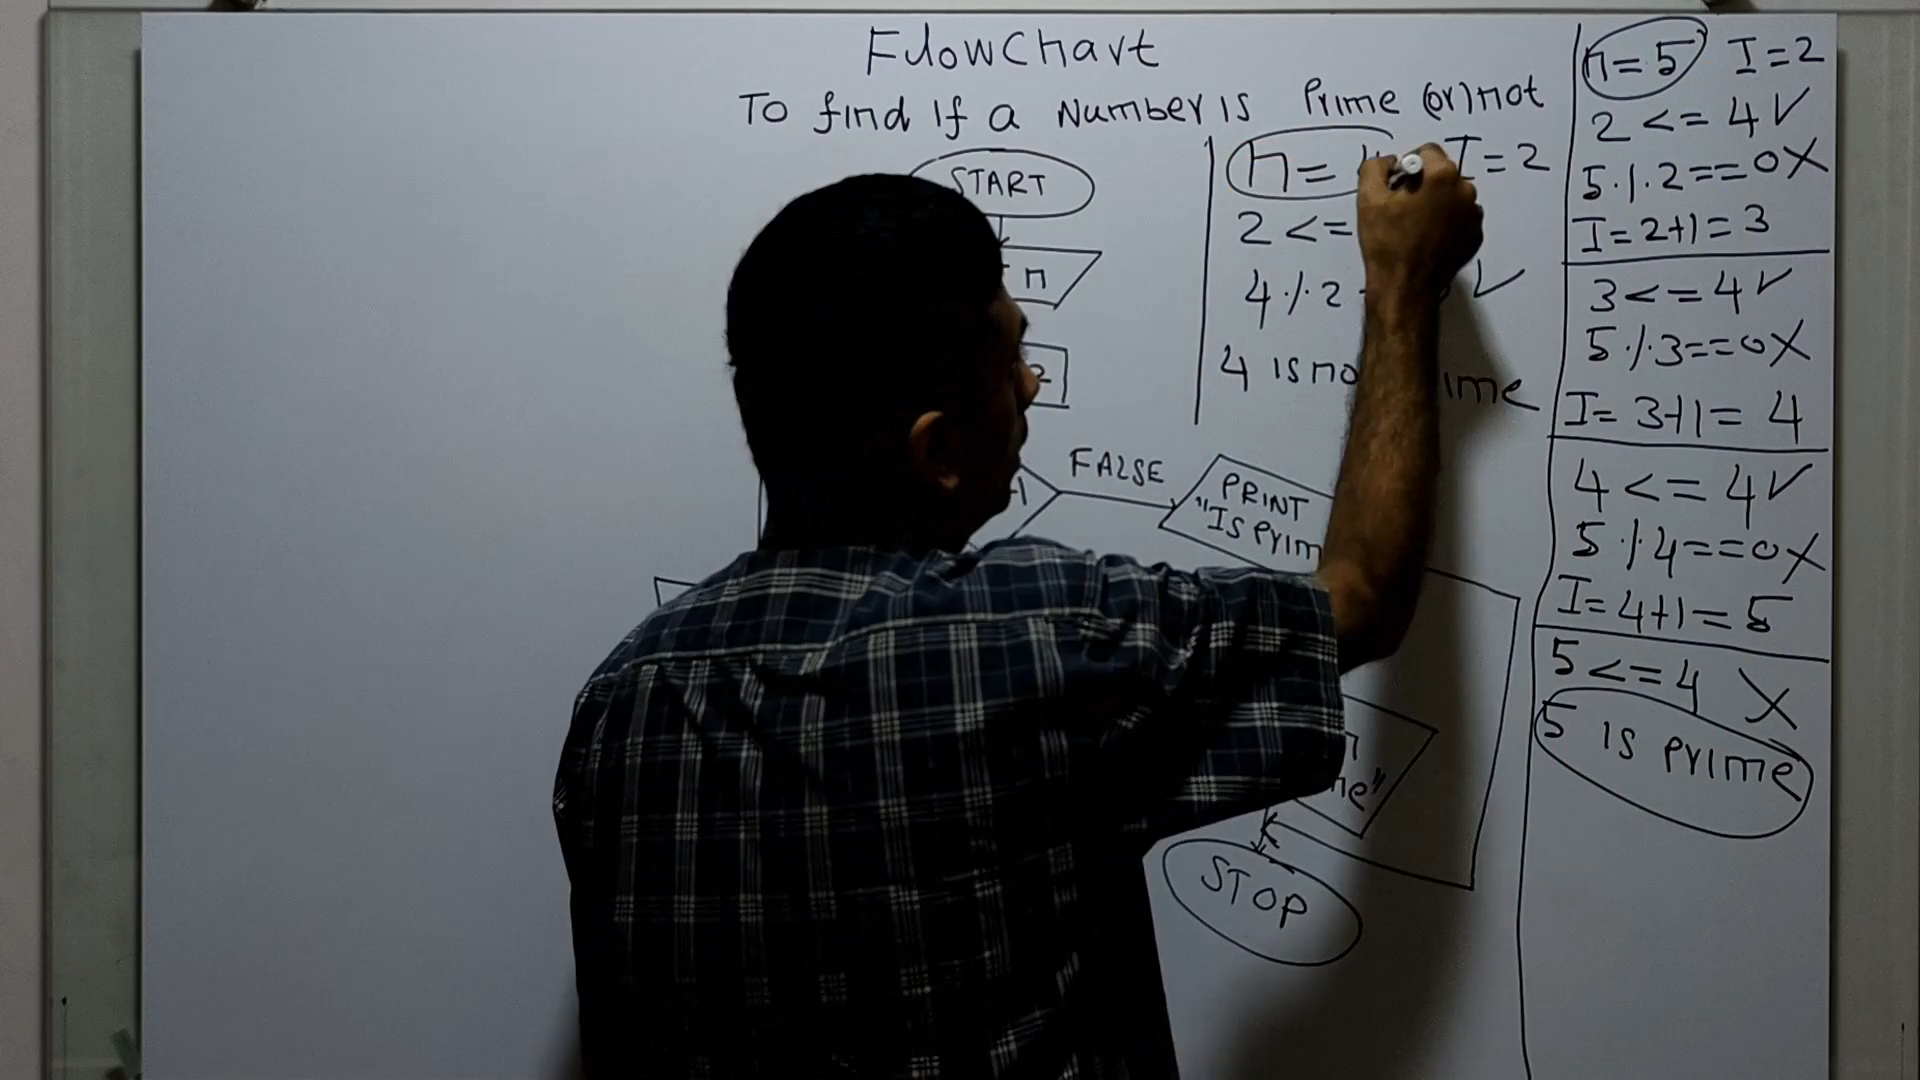 Flowchart
To find If a Number is Prime (or) not
START
n
2
FALSE
PRINT
"Is Prim
me"
STOP
n = I = 2
2 <=
4 % 2
4 is no ime
n = 5 I = 2
2 <= 4 ✓
5 % 2 == 0 X
I = 2+1 = 3
3 <= 4 ✓
5 % 3 == 0 X
I = 3+1 = 4
4 <= 4 ✓
5 % 4 == 0 X
I = 4+1 = 5
5 <= 4 X
5 is prime